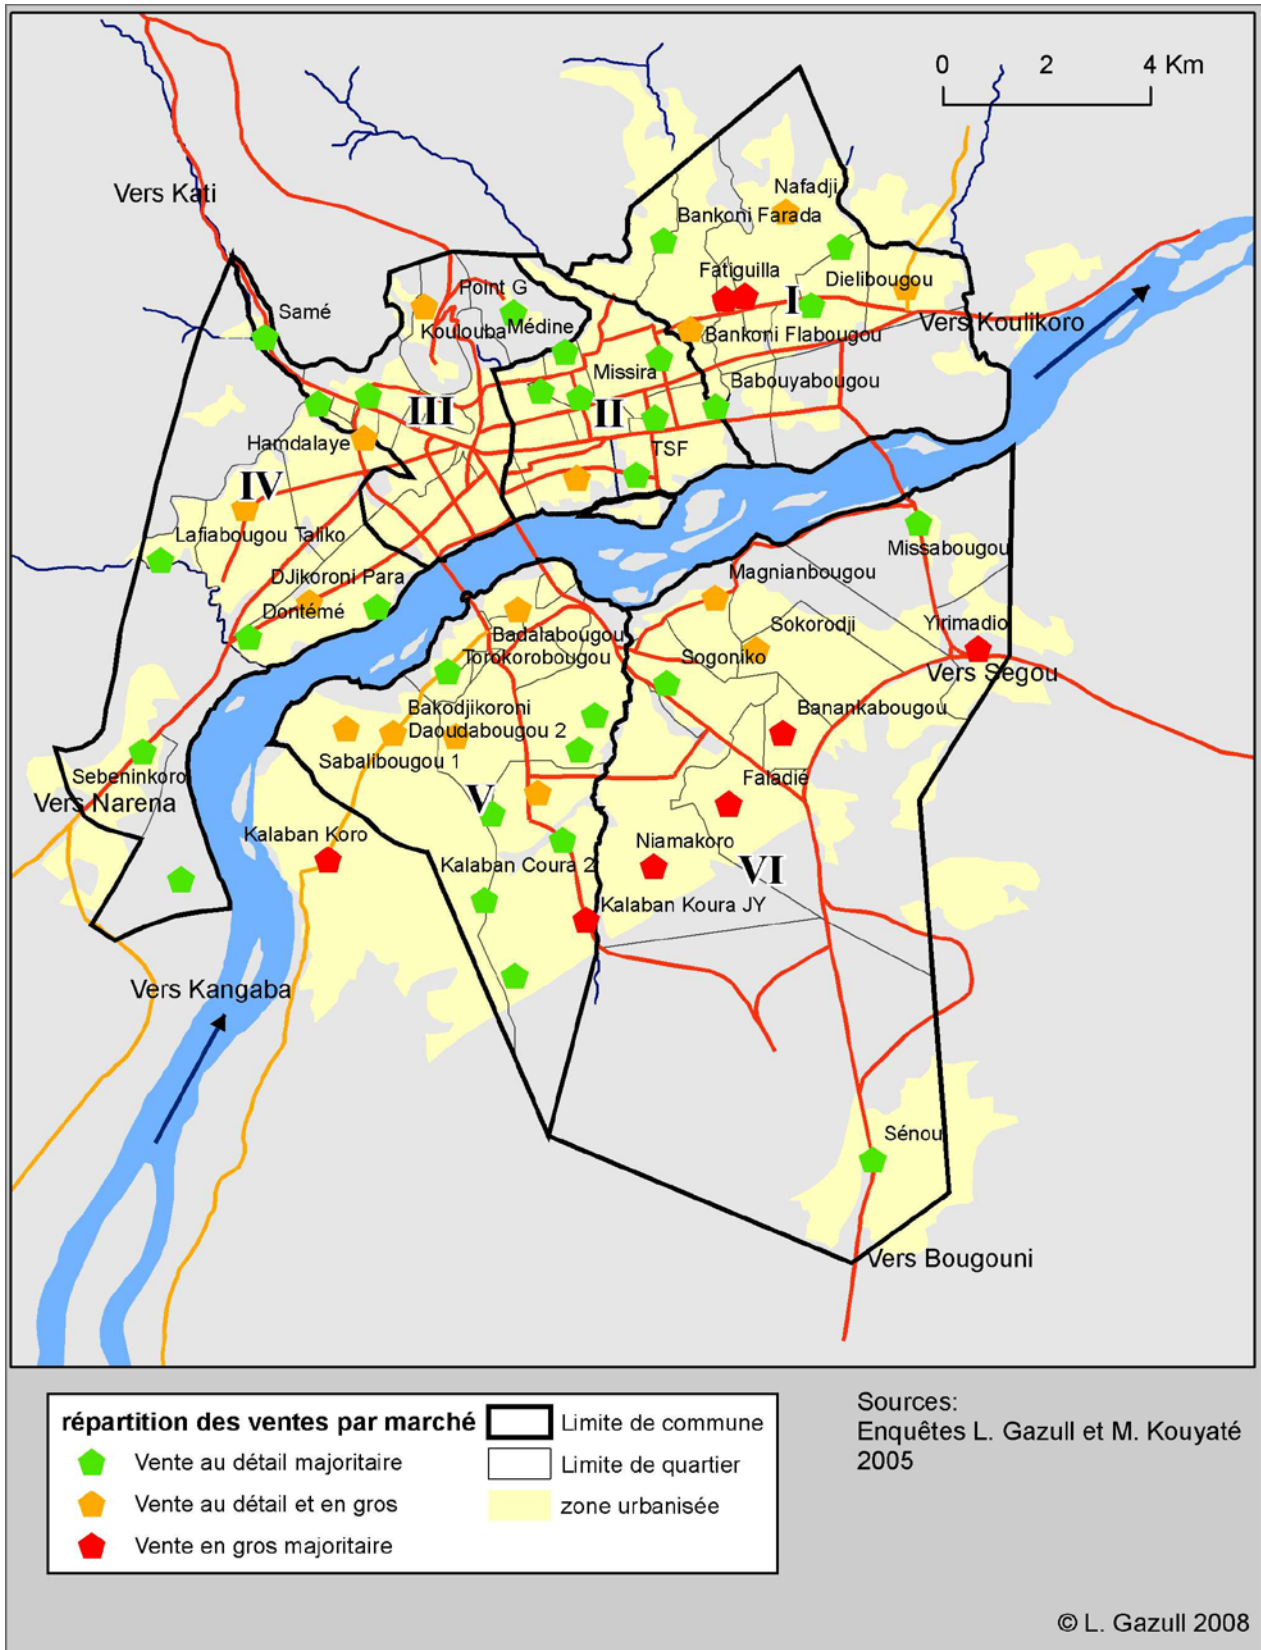 0 2 4 Km
Vers Kati
Nafadji
Bankoni Farada
Fatiguilla
Dielibougou
I
Point G
Samé
Koulouba
Médine
Bankoni Flabougou
Vers Koulikoro
Missira
Babouyabougou
III
II
Hamdalaye
TSF
IV
Lafiabougou Taliko
Missabougou
DJikoroni Para
Magnianbougou
Dontémé
Badalabougou
Sokorodji
Yirimadio
Torokorobougou
Sogoniko
Vers Segou
Bakodjikoroni
Banankabougou
Daoudabougou 2
Sabalibougou 1
Sebeninkoro
Faladié
Vers Narena
V
Kalaban Koro
Niamakoro
Kalaban Coura 2
VI
Kalaban Koura JY
Vers Kangaba
Sénou
Vers Bougouni
répartition des ventes par marché
Vente au détail majoritaire
Vente au détail et en gros
Vente en gros majoritaire
Limite de commune
Limite de quartier
zone urbanisée
Sources:
Enquêtes L. Gazull et M. Kouyaté
2005
© L. Gazull 2008